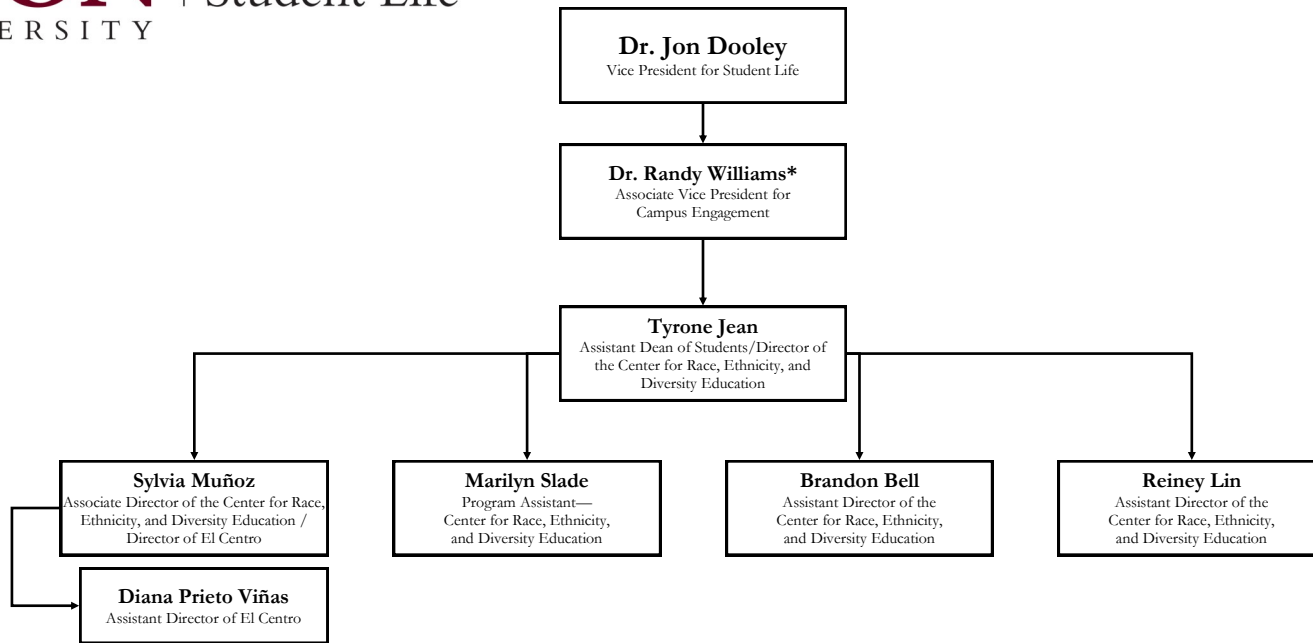 | Student Life
ERSITY
Dr. Jon Dooley
Vice President for Student Life
Dr. Randy Williams*
Associate Vice President for
Campus Engagement
Tyrone Jean
Assistant Dean of Students/Director of
the Center for Race, Ethnicity, and
Diversity Education
Sylvia Muñoz
Associate Director of the Center for Race,
Ethnicity, and Diversity Education /
Director of El Centro
Marilyn Slade
Program Assistant—
Center for Race, Ethnicity,
and Diversity Education
Brandon Bell
Assistant Director of the
Center for Race, Ethnicity,
and Diversity Education
Reiney Lin
Assistant Director of the
Center for Race, Ethnicity,
and Diversity Education
Diana Prieto Viñas
Assistant Director of El Centro